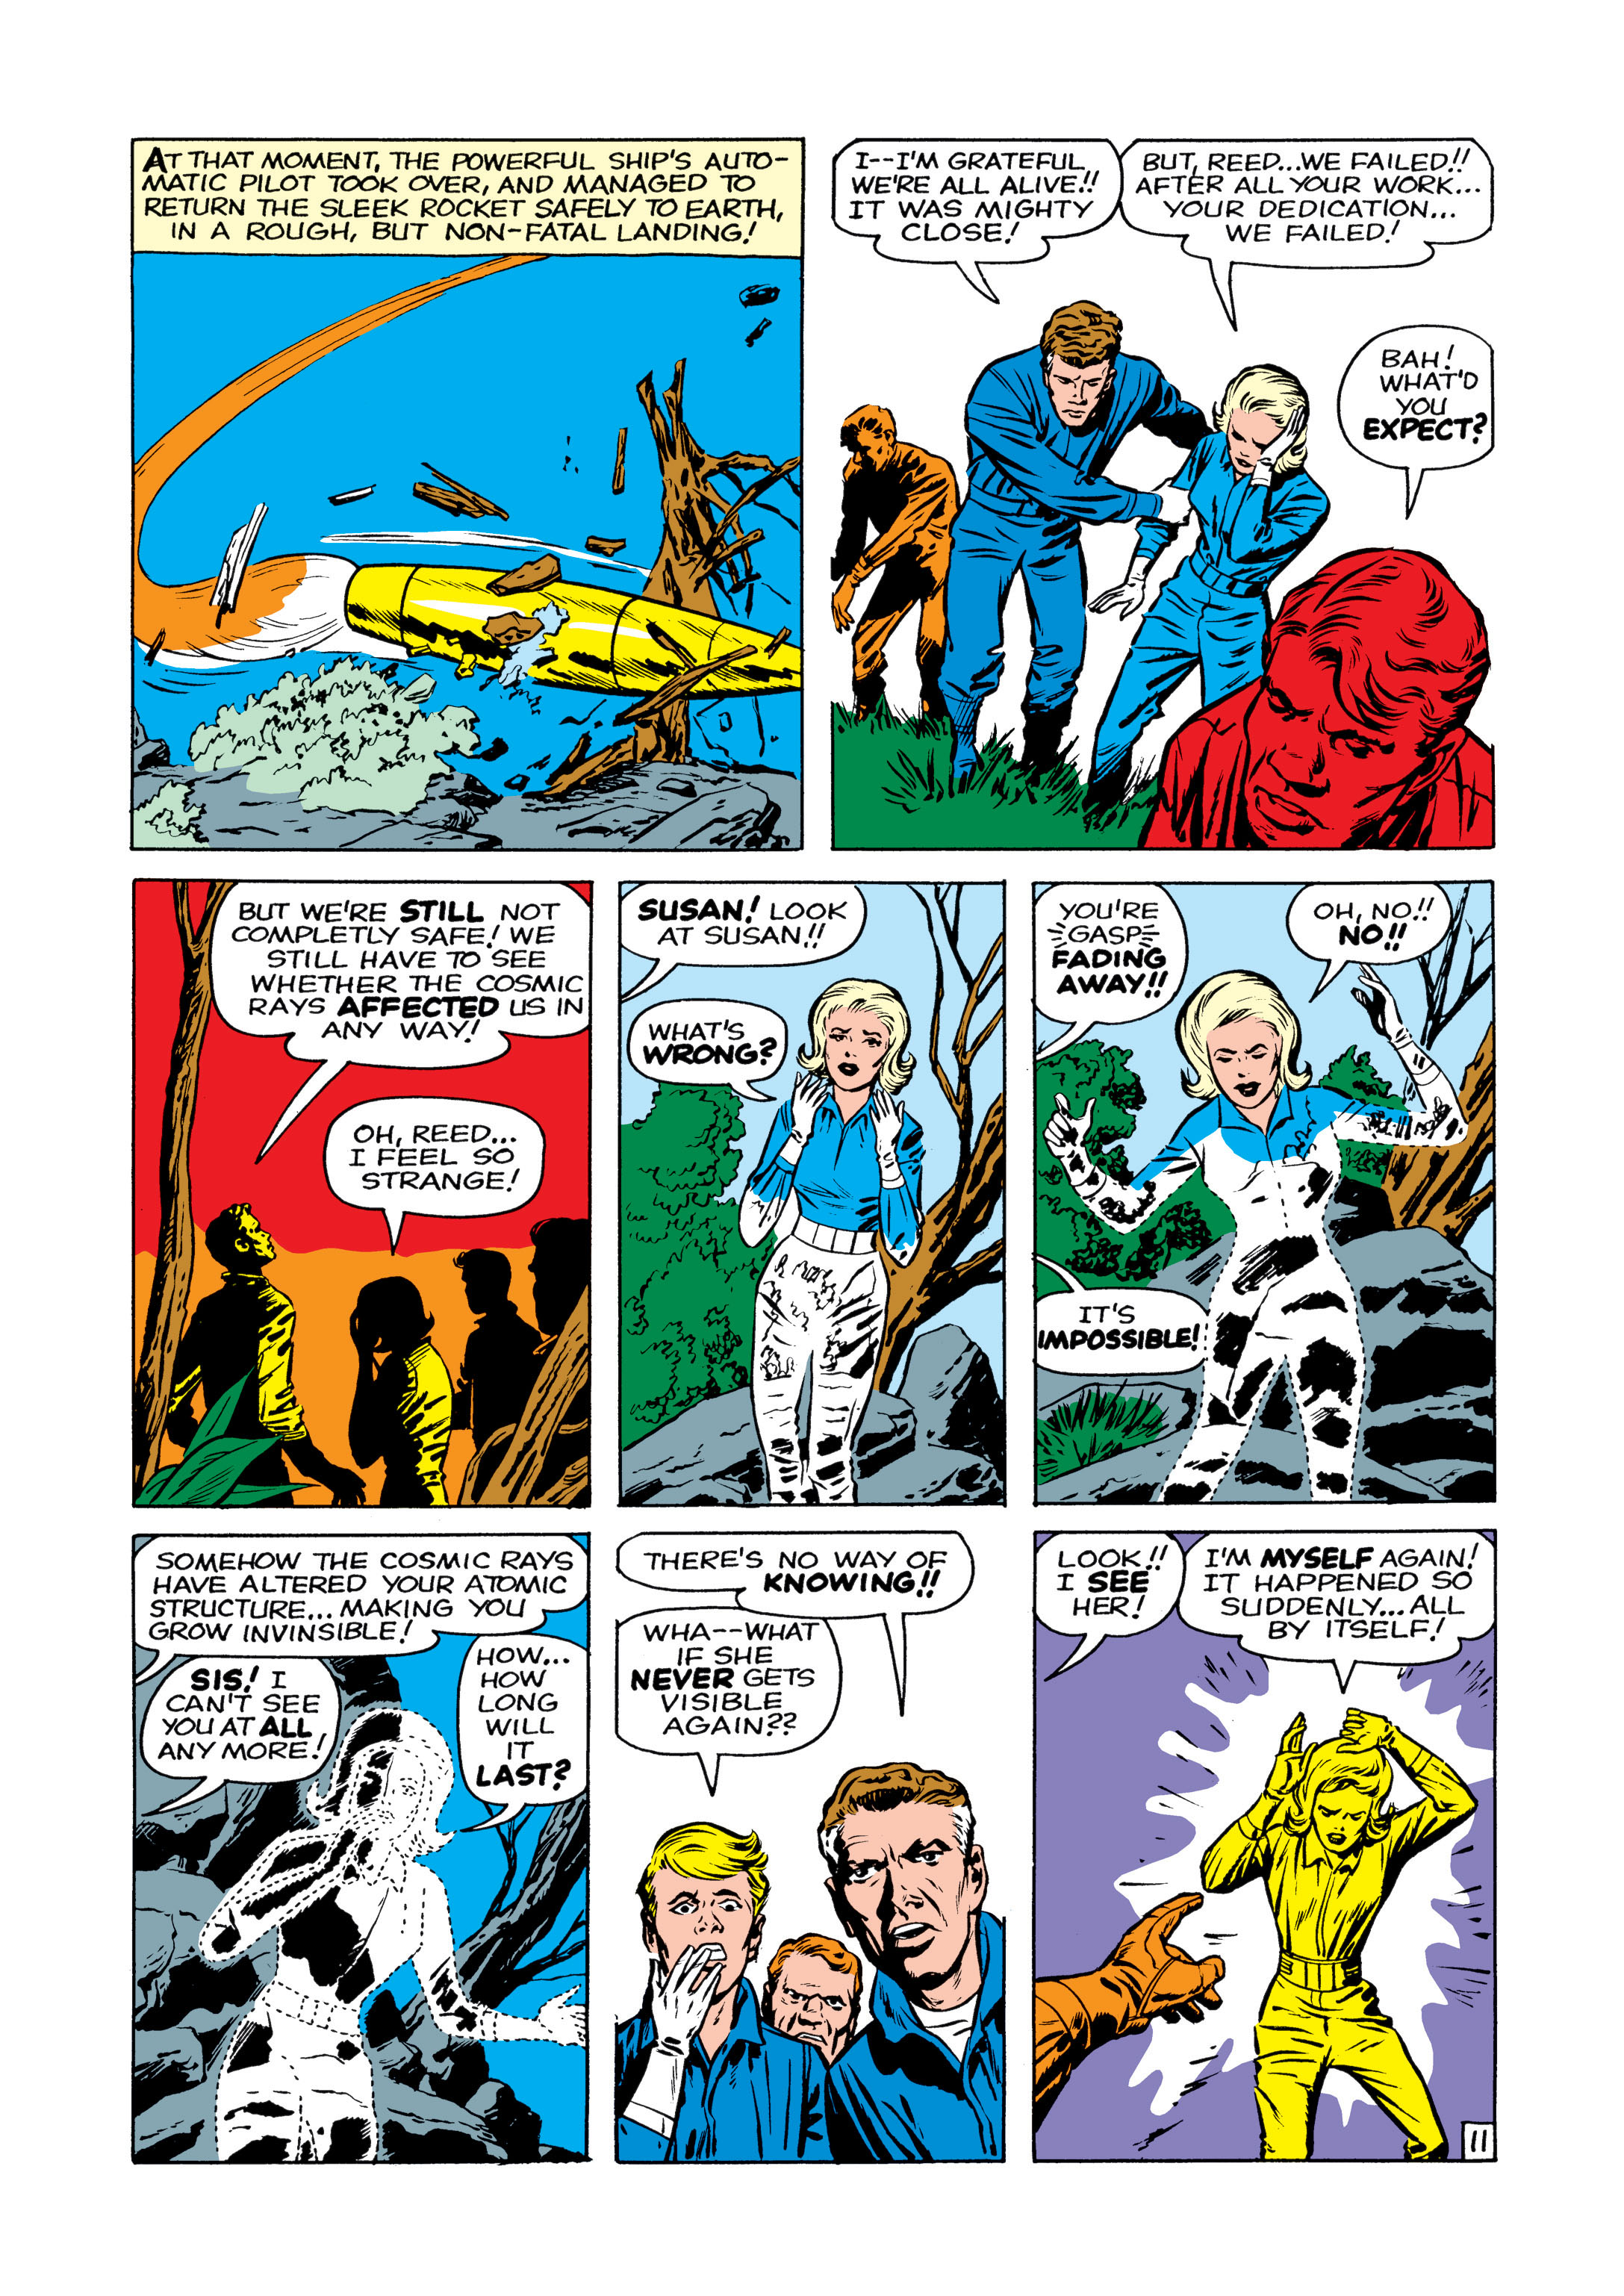 AT THAT MOMENT, THE POWERFUL SHIP'S AUTO-
MATIC PILOT TOOK OVER, AND MANAGED TO
RETURN THE SLEEK ROCKET SAFELY TO EARTH,
IN A ROUGH, BUT NON-FATAL LANDING!
I--I'M GRATEFUL
WE'RE ALL ALIVE!!
IT WAS MIGHTY
CLOSE!
BUT, REED...WE FAILED!!
AFTER ALL YOUR WORK...
YOUR DEDICATION...
WE FAILED!
BAH!
WHAT'D
YOU
EXPECT?
BUT WE'RE STILL NOT
COMPLETLY SAFE! WE
STILL HAVE TO SEE
WHETHER THE COSMIC
RAYS AFFECTED US IN
ANY WAY!
OH, REED...
I FEEL SO
STRANGE!
SUSAN! LOOK
AT SUSAN!!
WHAT'S
WRONG?
YOU'RE
GASP
FADING
AWAY!!
OH, NO!!
NO!!
IT'S
IMPOSSIBLE!
SOMEHOW THE COSMIC RAYS
HAVE ALTERED YOUR ATOMIC
STRUCTURE... MAKING YOU
GROW INVINSIBLE!
SIS! I
CAN'T SEE
YOU AT ALL
ANY MORE!
HOW...
HOW
LONG
WILL
IT
LAST?
THERE'S NO WAY OF
KNOWING!!
WHA--WHAT
IF SHE
NEVER GETS
VISIBLE
AGAIN??
LOOK!!
I SEE
HER!
I'M MYSELF AGAIN!
IT HAPPENED SO
SUDDENLY... ALL
BY ITSELF!
11